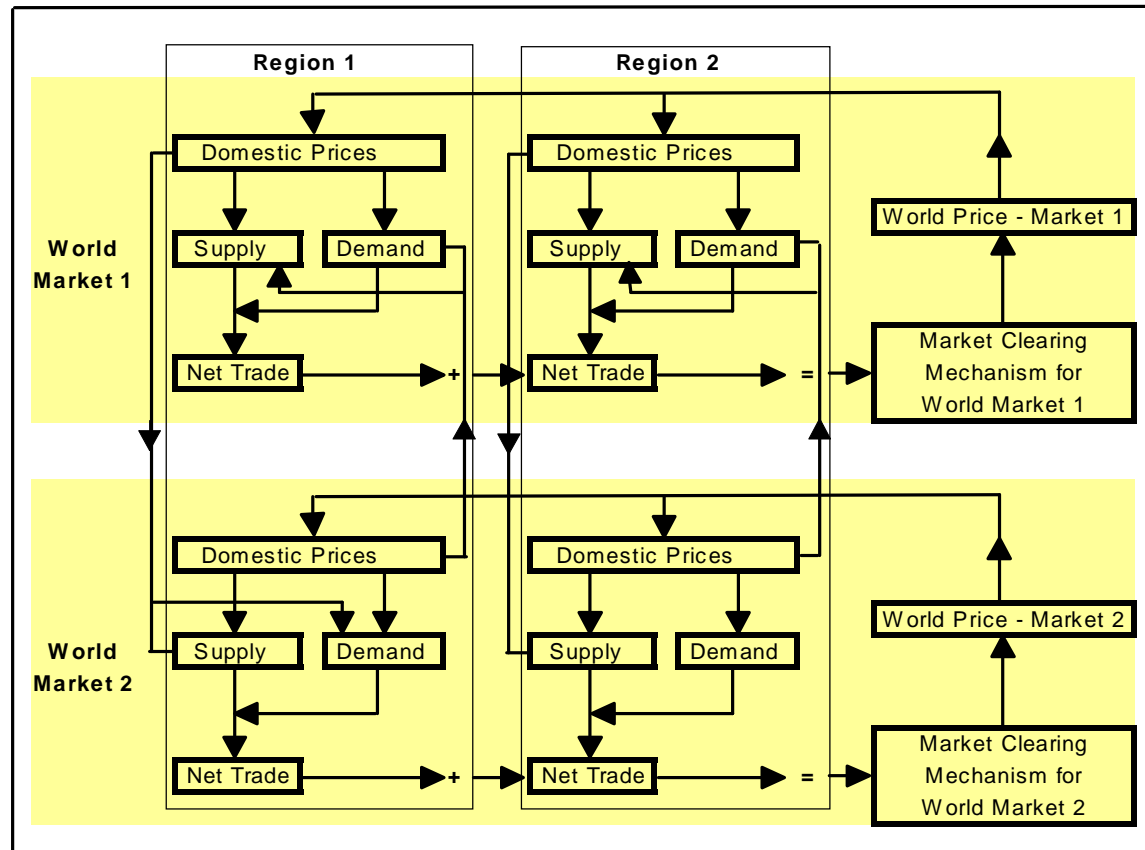 Region 1
Region 2
Domestic Prices
Domestic Prices
World Price - Market 1
World
Market 1
Supply
Demand
Supply
Demand
Net Trade
+
Net Trade
=
Market Clearing
Mechanism for
World Market 1
Domestic Prices
Domestic Prices
World Price - Market 2
World
Market 2
Supply
Demand
Supply
Demand
Net Trade
+
Net Trade
=
Market Clearing
Mechanism for
World Market 2